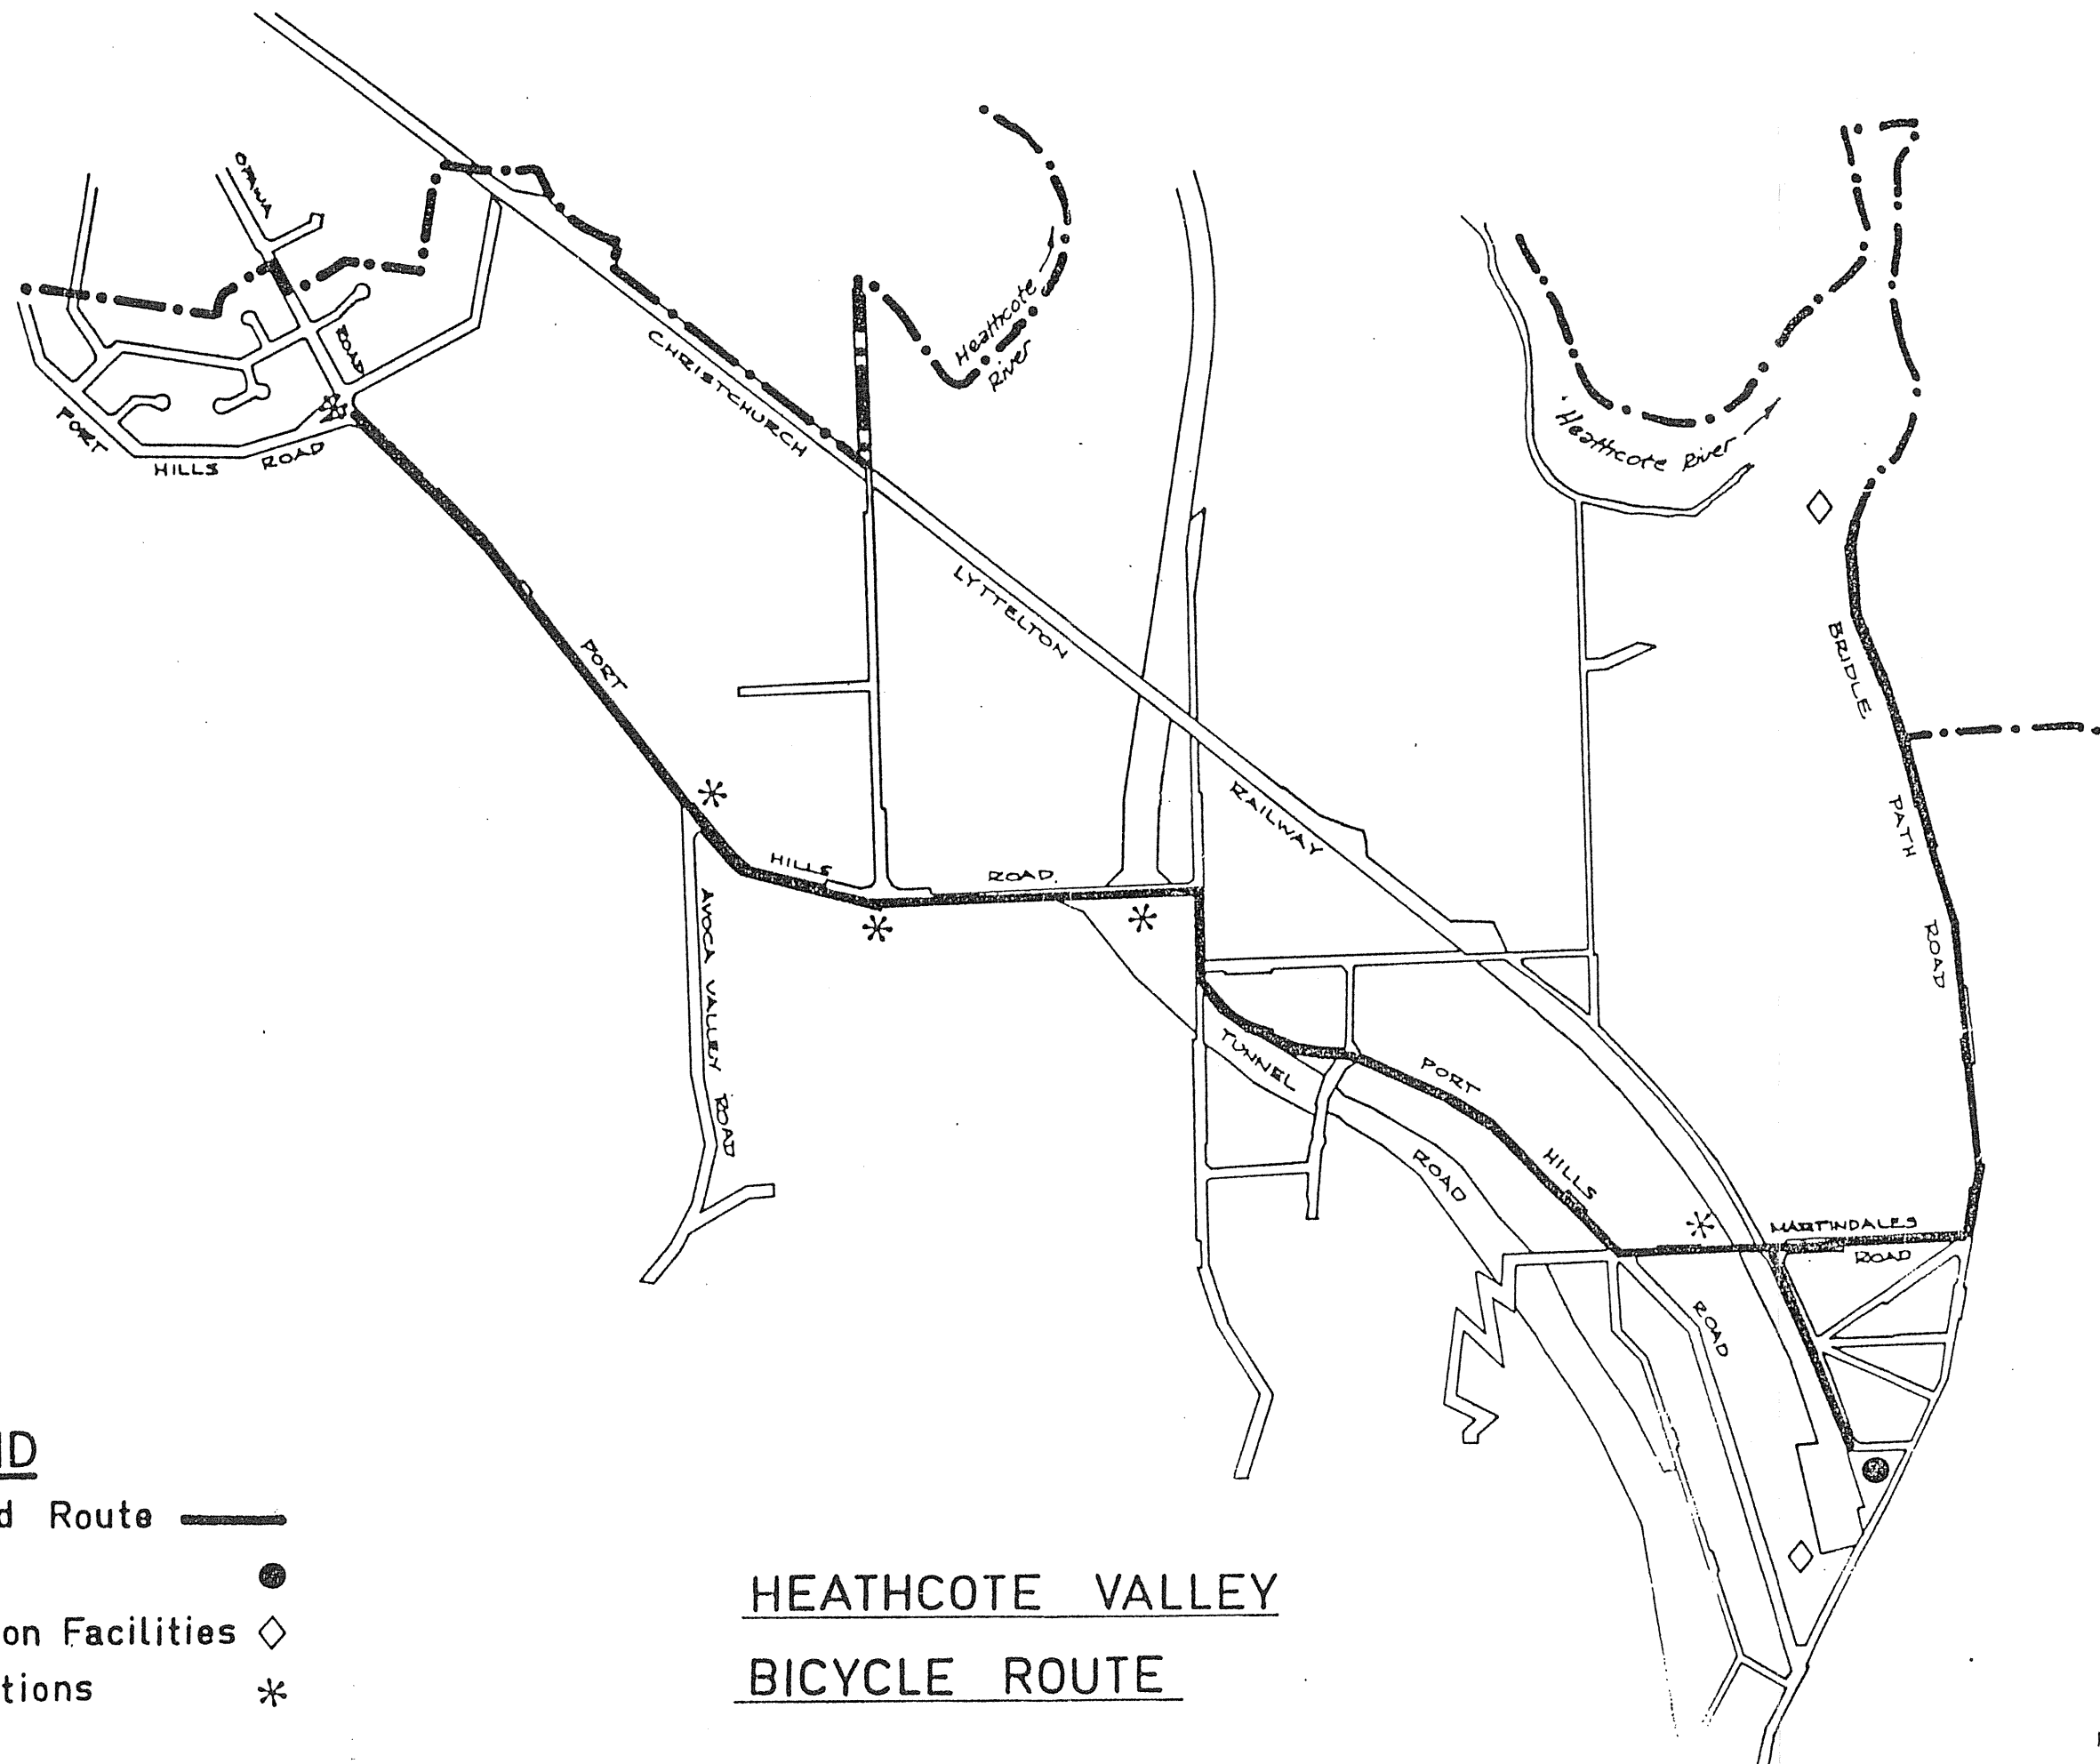 OPAWA
ROAD
PORT
HILLS
ROAD
CHRISTCHURCH
LYTTELTON
RAILWAY
Heathcote
River
Heathcote River
PORT
HILLS
ROAD.
AVOCA VALLEY ROAD
TUNNEL
ROAD
PORT
HILLS
ROAD
BRIDLE
PATH
ROAD
MARTINDALES
ROAD
ND
d Route
on Facilities
tions
HEATHCOTE VALLEY
BICYCLE ROUTE